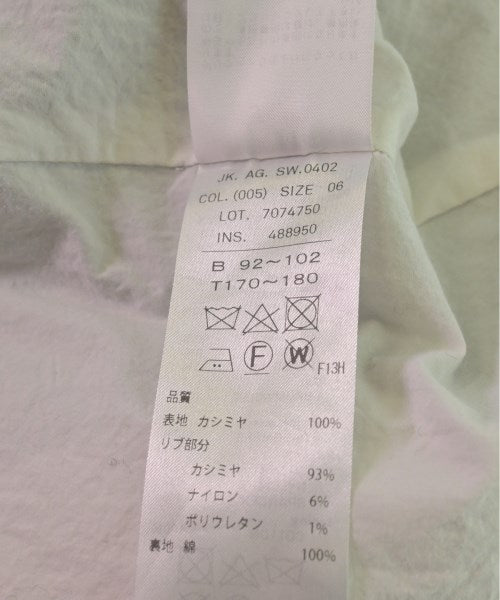 JK. AG. SW.0402
COL. (005) SIZE 06
LOT. 7074750
INS. 488950
B 92～102
T170～180
F W F13H
品質
表地 カシミヤ 100%
リブ部分
カシミヤ 93%
ナイロン 6%
ポリウレタン 1%
裏地 綿 100%